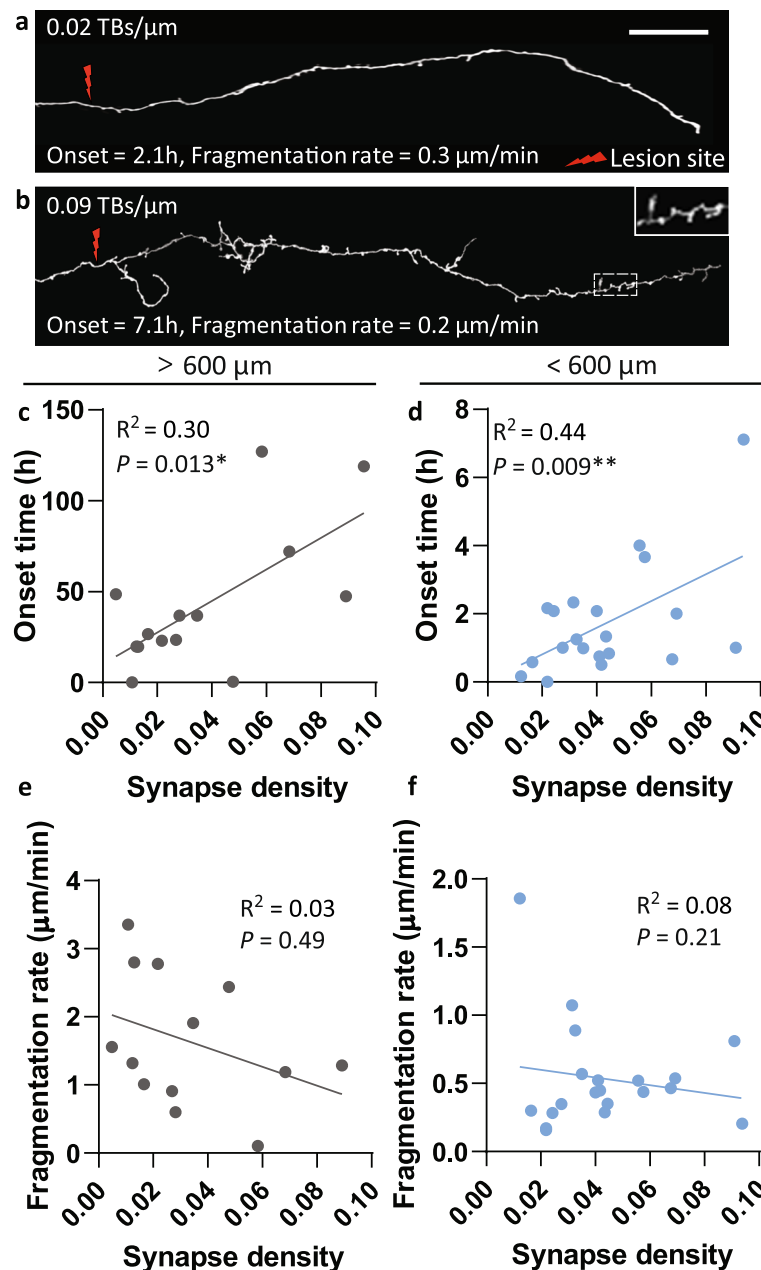 a
0.02 TBs/µm
Onset = 2.1h, Fragmentation rate = 0.3 µm/min
Lesion site
b
0.09 TBs/µm
Onset = 7.1h, Fragmentation rate = 0.2 µm/min
> 600 µm
< 600 µm
c
R² = 0.30
P = 0.013*
Onset time (h)
150
100
50
0
0.00
0.02
0.04
0.06
0.08
0.10
Synapse density
d
R² = 0.44
P = 0.009**
Onset time (h)
8
6
4
2
0
0.00
0.02
0.04
0.06
0.08
0.10
Synapse density
e
R² = 0.03
P = 0.49
Fragmentation rate (µm/min)
4
3
2
1
0
0.00
0.02
0.04
0.06
0.08
0.10
Synapse density
f
R² = 0.08
P = 0.21
Fragmentation rate (µm/min)
2.0
1.5
1.0
0.5
0.0
0.00
0.02
0.04
0.06
0.08
0.10
Synapse density